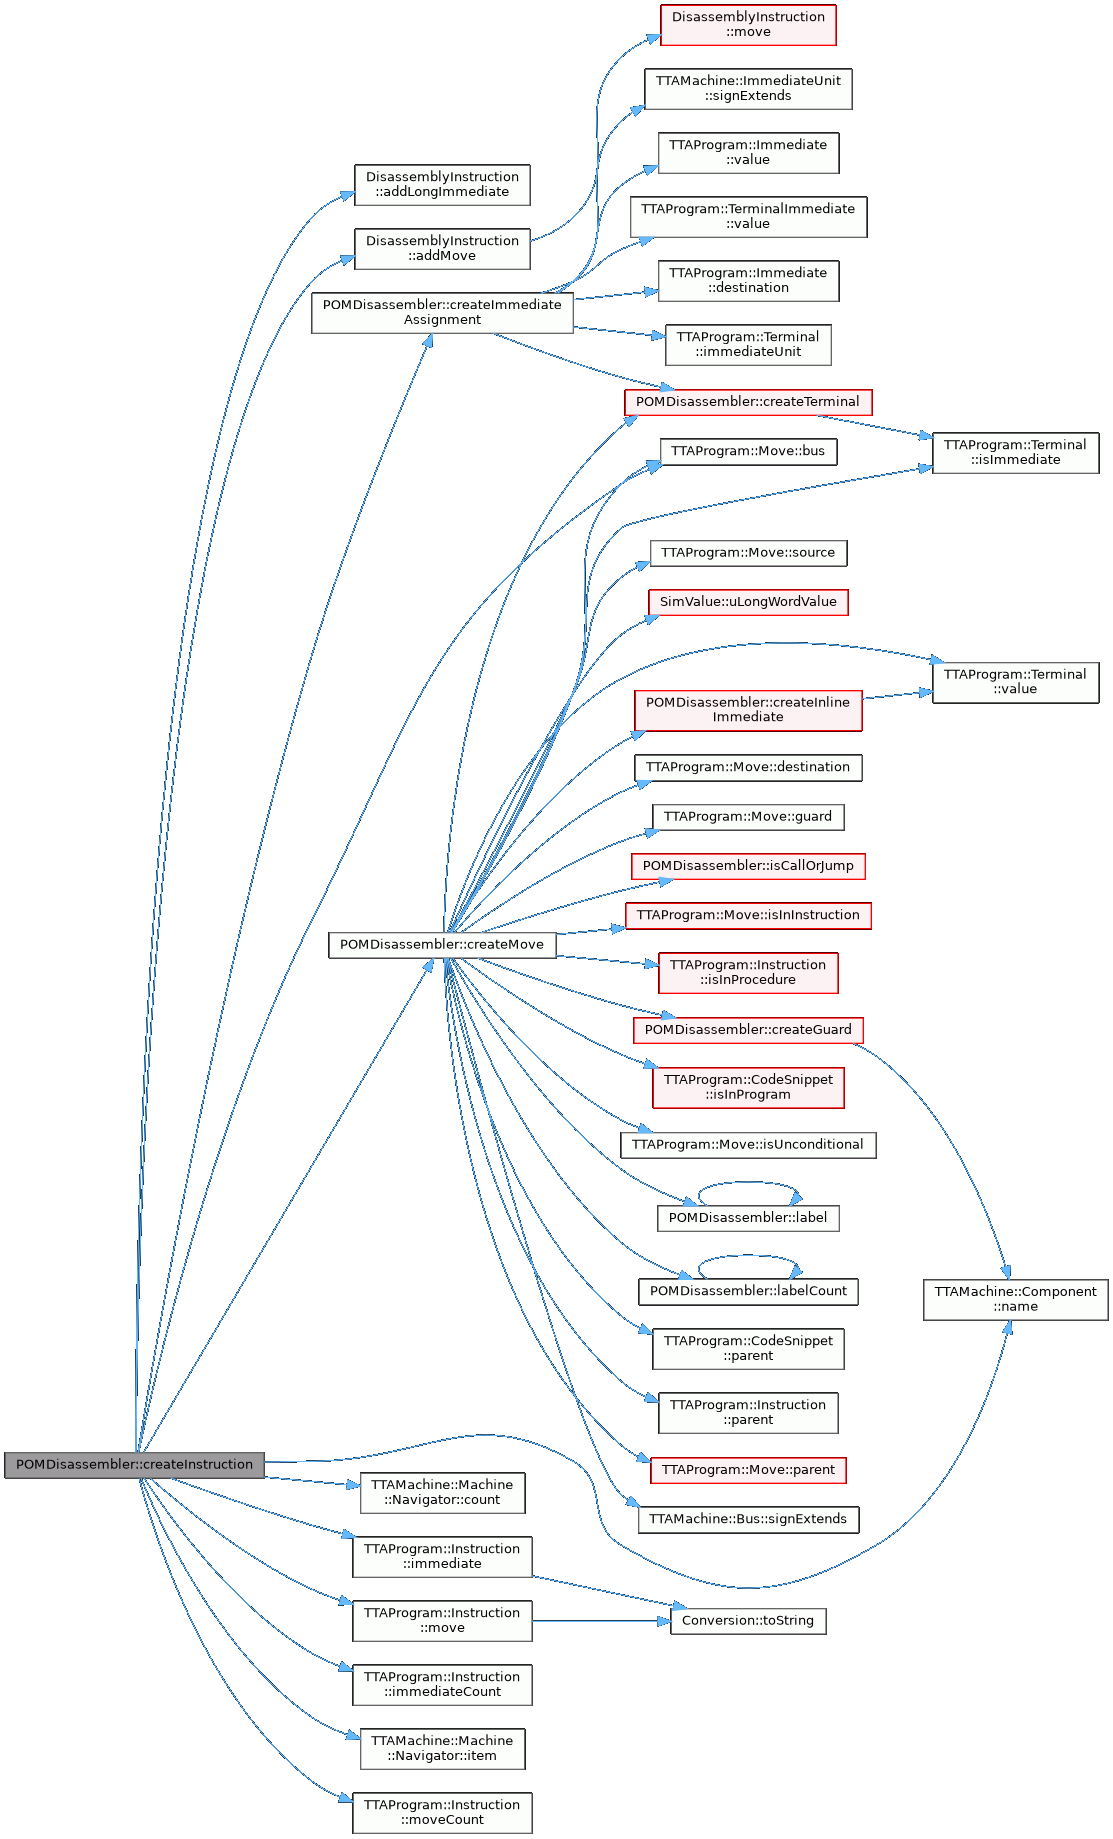 DisassemblyInstruction
::move
TTAMachine::ImmediateUnit
::signExtends
TTAProgram::Immediate
::value
DisassemblyInstruction
::addLongImmediate
TTAProgram::TerminalImmediate
::value
DisassemblyInstruction
::addMove
TTAProgram::Immediate
::destination
POMDisassembler::createImmediate
Assignment
TTAProgram::Terminal
::immediateUnit
POMDisassembler::createTerminal
TTAProgram::Move::bus
TTAProgram::Terminal
::isImmediate
TTAProgram::Move::source
SimValue::uLongWordValue
TTAProgram::Terminal
::value
POMDisassembler::createInline
Immediate
TTAProgram::Move::destination
TTAProgram::Move::guard
POMDisassembler::isCallOrJump
TTAProgram::Move::isInInstruction
POMDisassembler::createMove
TTAProgram::Instruction
::isInProcedure
POMDisassembler::createGuard
TTAProgram::CodeSnippet
::isInProgram
TTAProgram::Move::isUnconditional
POMDisassembler::label
POMDisassembler::labelCount
TTAMachine::Component
::name
TTAProgram::CodeSnippet
::parent
TTAProgram::Instruction
::parent
POMDisassembler::createInstruction
TTAProgram::Move::parent
TTAMachine::Machine
::Navigator::count
TTAMachine::Bus::signExtends
TTAProgram::Instruction
::immediate
TTAProgram::Instruction
::move
Conversion::toString
TTAProgram::Instruction
::immediateCount
TTAMachine::Machine
::Navigator::item
TTAProgram::Instruction
::moveCount